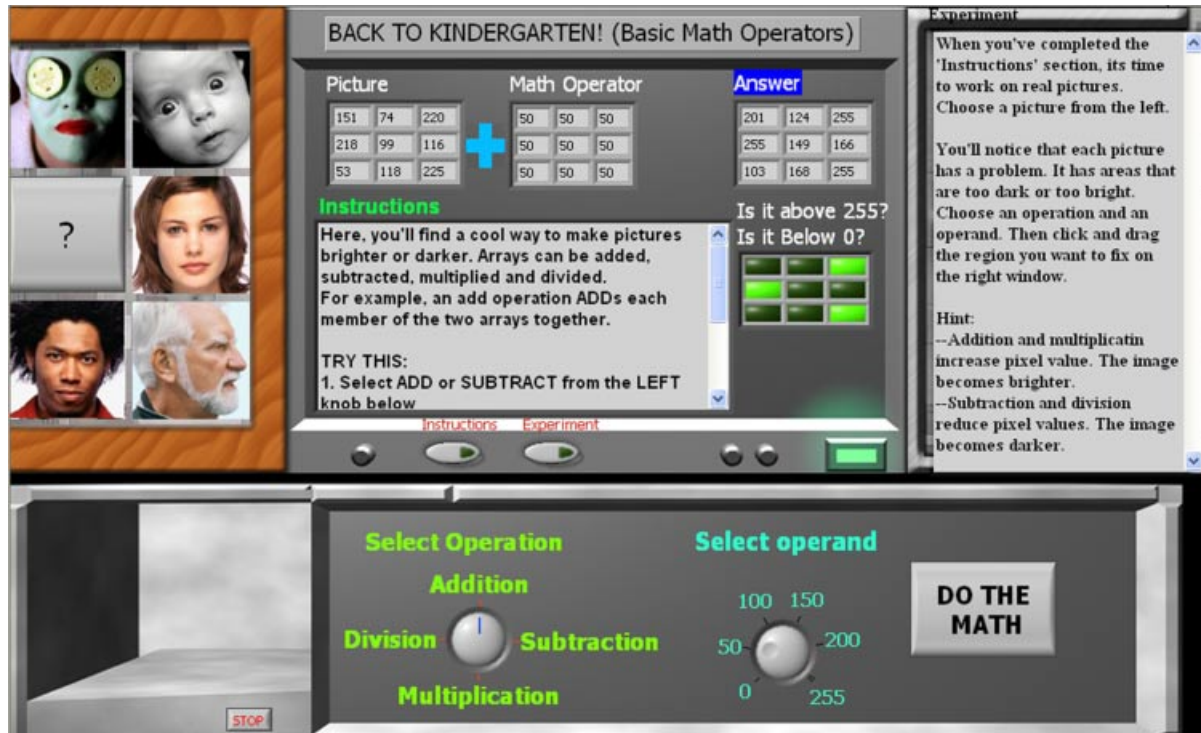 BACK TO KINDERGARTEN! (Basic Math Operators)
Picture
Math Operator
Answer
151 74 220
218 99 116
53 118 225
50 50 50
50 50 50
50 50 50
201 124 255
255 149 166
103 168 255
?
Instructions
Here, you'll find a cool way to make pictures
brighter or darker. Arrays can be added,
subtracted, multiplied and divided.
For example, an add operation ADDs each
member of the two arrays together.
TRY THIS:
1. Select ADD or SUBTRACT from the LEFT
knob below
Is it above 255?
Is it Below 0?
Instructions
Experiment
Experiment
When you've completed the
'Instructions' section, its time
to work on real pictures.
Choose a picture from the left.
You'll notice that each picture
has a problem. It has areas that
are too dark or too bright.
Choose an operation and an
operand. Then click and drag
the region you want to fix on
the right window.
Hint:
--Addition and multiplicatin
increase pixel value. The image
becomes brighter.
--Subtraction and division
reduce pixel values. The image
becomes darker.
Select Operation
Addition
Division
Subtraction
Multiplication
Select operand
100 150
50 200
0 255
DO THE
MATH
STOP